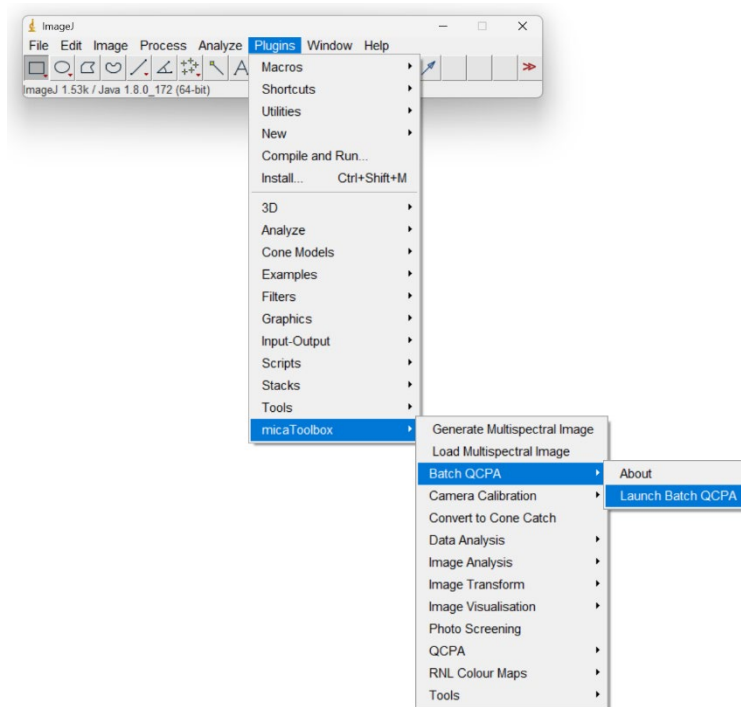 ImageJ
File Edit Image Process Analyze Plugins Window Help
A
ImageJ 1.53k / Java 1.8.0_172 (64-bit)
Macros
Shortcuts
Utilities
New
Compile and Run...
Install... Ctrl+Shift+M
3D
Analyze
Cone Models
Examples
Filters
Graphics
Input-Output
Scripts
Stacks
Tools
micaToolbox
Generate Multispectral Image
Load Multispectral Image
Batch QCPA
About
Camera Calibration
Launch Batch QCPA
Convert to Cone Catch
Data Analysis
Image Analysis
Image Transform
Image Visualisation
Photo Screening
QCPA
RNL Colour Maps
Tools